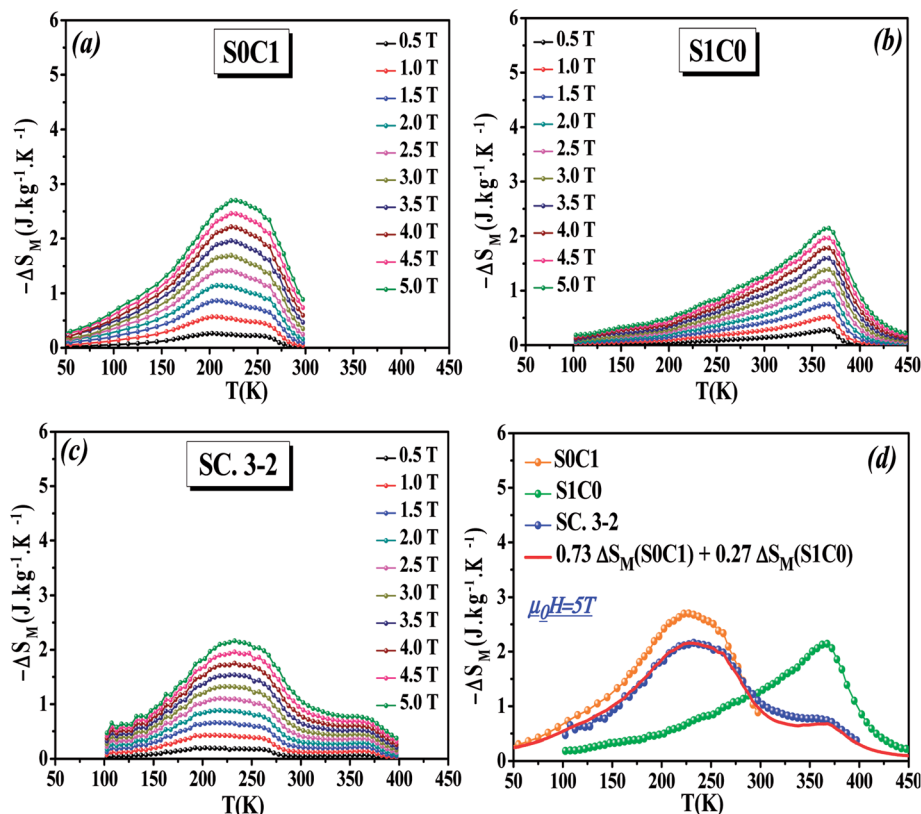 (a)
S0C1
0.5 T
1.0 T
1.5 T
2.0 T
2.5 T
3.0 T
3.5 T
4.0 T
4.5 T
5.0 T
6
5
4
3
2
1
0
-ΔS_M (J.kg⁻¹.K⁻¹)
50 100 150 200 250 300 350 400 450
T(K)
(b)
S1C0
0.5 T
1.0 T
1.5 T
2.0 T
2.5 T
3.0 T
3.5 T
4.0 T
4.5 T
5.0 T
6
5
4
3
2
1
0
-ΔS_M (J.kg⁻¹.K⁻¹)
50 100 150 200 250 300 350 400 450
T(K)
(c)
SC. 3-2
0.5 T
1.0 T
1.5 T
2.0 T
2.5 T
3.0 T
3.5 T
4.0 T
4.5 T
5.0 T
6
5
4
3
2
1
0
-ΔS_M (J.kg⁻¹.K⁻¹)
50 100 150 200 250 300 350 400 450
T(K)
(d)
S0C1
S1C0
SC. 3-2
0.73 ΔS_M(S0C1) + 0.27 ΔS_M(S1C0)
μ₀H=5T
6
5
4
3
2
1
0
-ΔS_M (J.kg⁻¹.K⁻¹)
50 100 150 200 250 300 350 400 450
T(K)